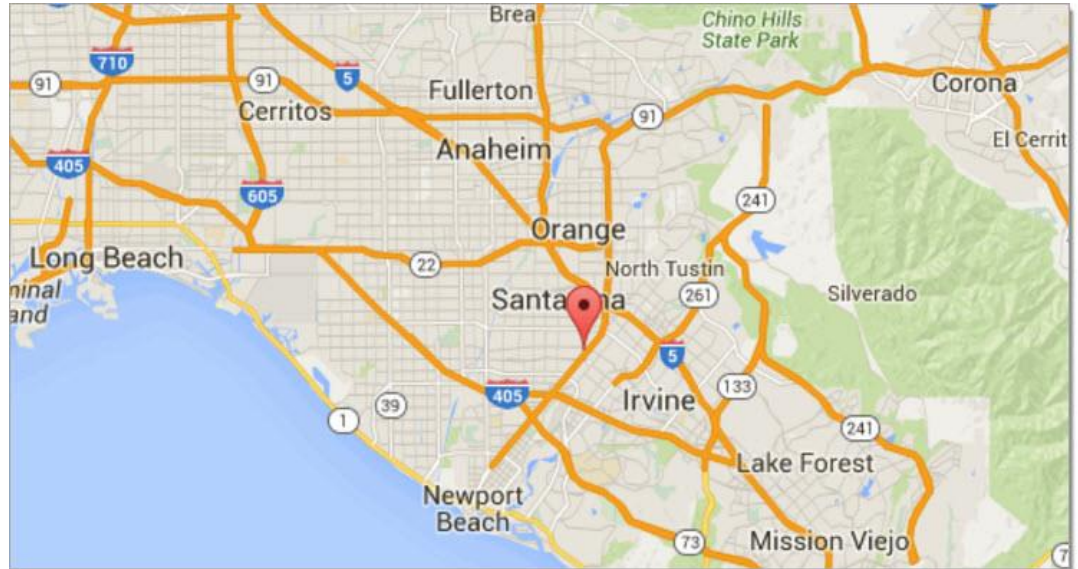 Brea
Chino Hills
State Park
710
5
91
91
Corona
Fullerton
Cerritos
91
El Cerrit
Anaheim
405
605
241
Orange
Long Beach
22
North Tustin
minal
and
261
Silverado
Santa
na
5
133
405
Irvine
39
1
241
Lake Forest
Newport
Beach
73
Mission Viejo
7